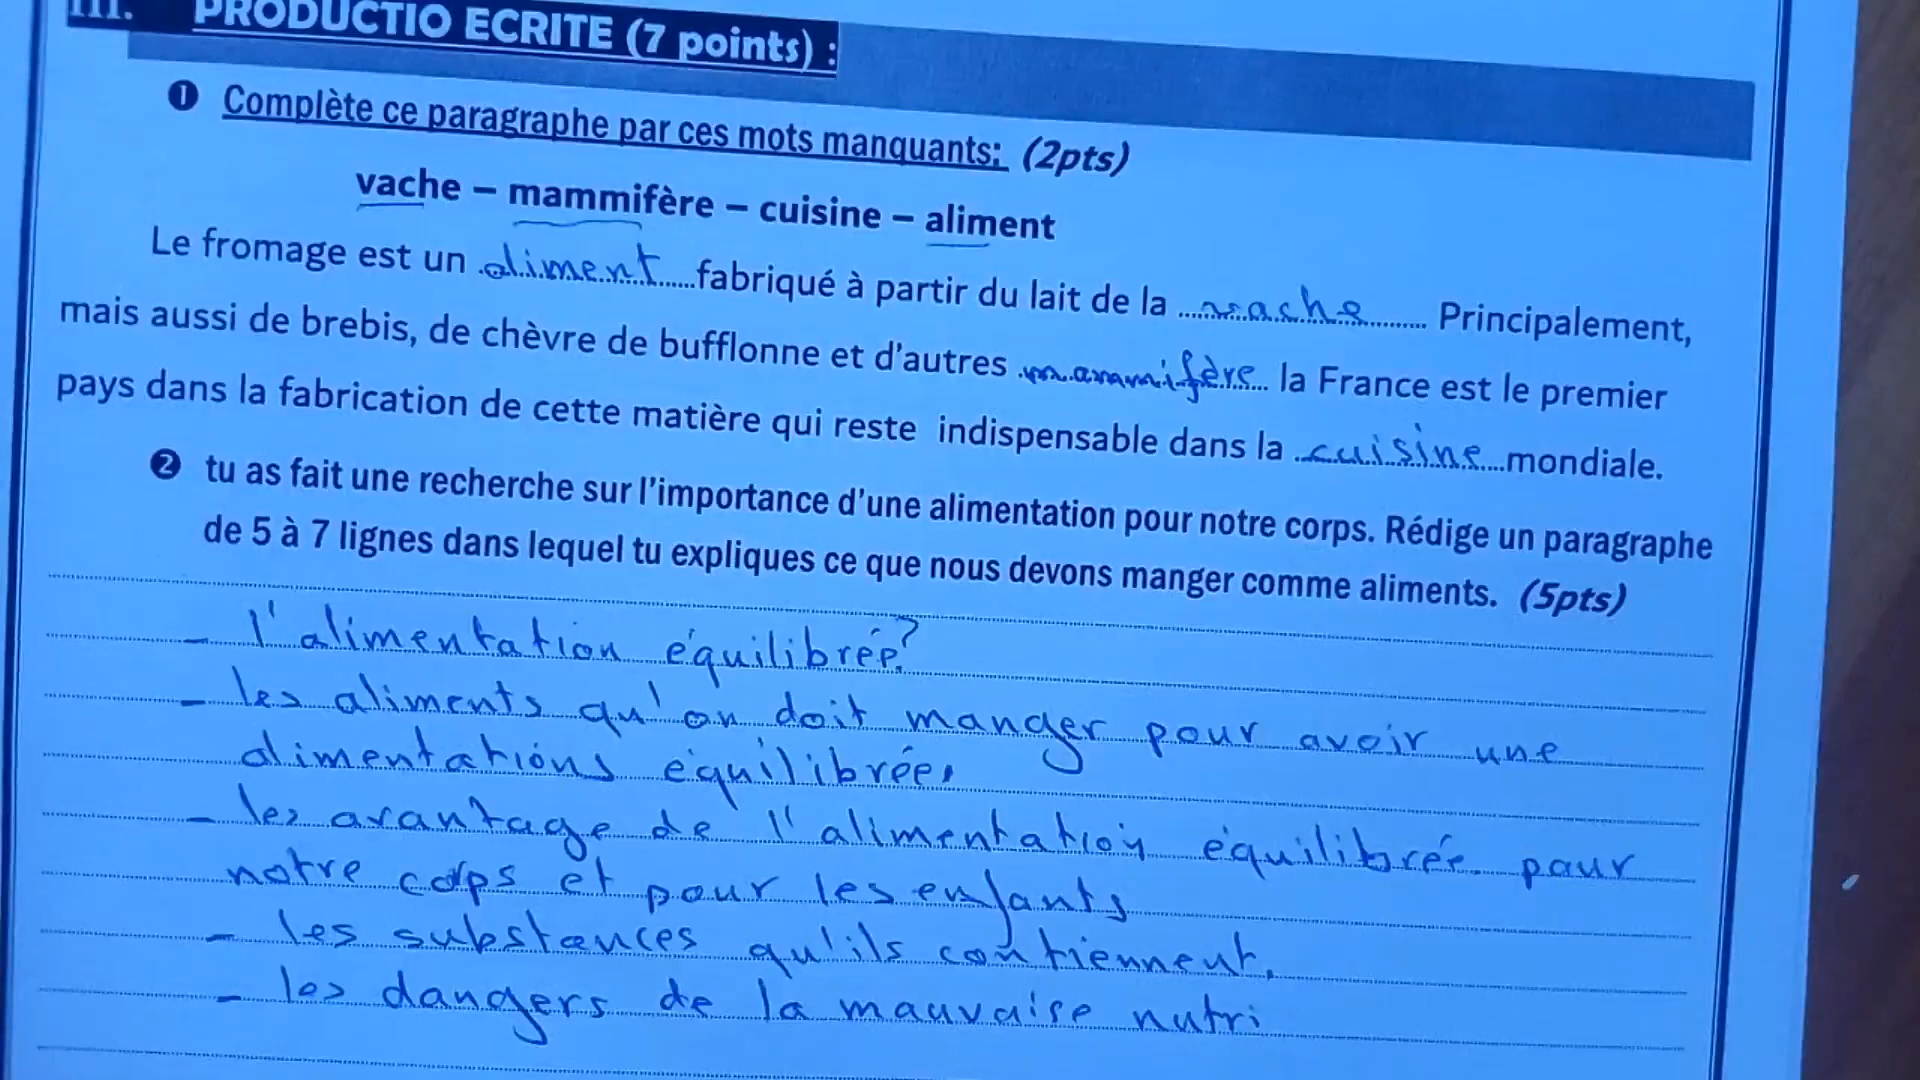 III. PRODUCTIO ECRITE (7 points) :
❶ Complète ce paragraphe par ces mots manquants: (2pts)
vache – mammifère – cuisine – aliment
Le fromage est un aliment fabriqué à partir du lait de la vache Principalement,
mais aussi de brebis, de chèvre de bufflonne et d'autres mammifère la France est le premier
pays dans la fabrication de cette matière qui reste indispensable dans la cuisine mondiale.
❷ tu as fait une recherche sur l'importance d'une alimentation pour notre corps. Rédige un paragraphe
de 5 à 7 lignes dans lequel tu expliques ce que nous devons manger comme aliments. (5pts)
- l'alimentation équilibrée?
- les aliments qu'on doit manger pour avoir une
alimentations équilibrée.
- les avantage de l'alimentation équilibrée pour
notre corps et pour les enfants
- les substances qu'ils contiennent.
- les dangers de la mauvaise nutri